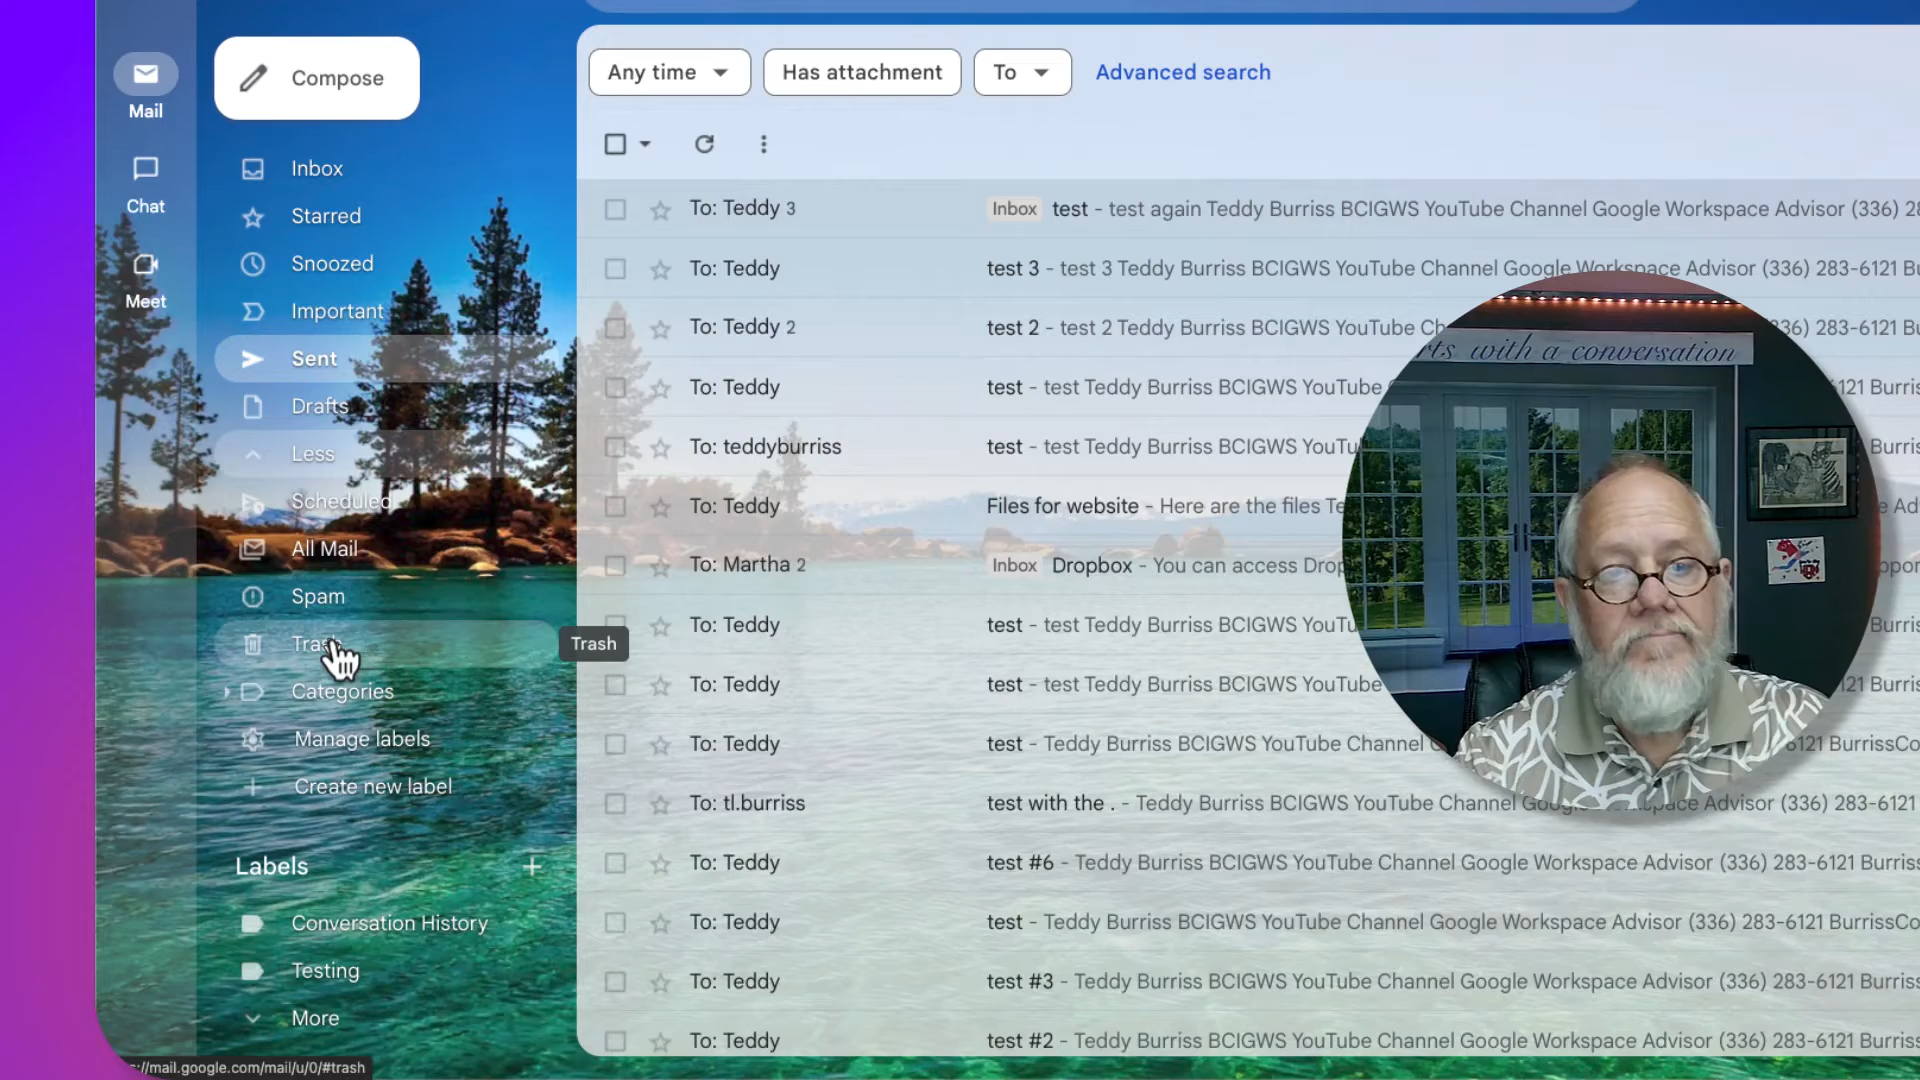 Mail
Chat
Meet
Compose
Inbox
Starred
Snoozed
Important
Sent
Drafts
Less
Scheduled
All Mail
Spam
Trash
Categories
Manage labels
Create new label
Labels
Conversation History
Testing
More
://mail.google.com/mail/u/0/#trash
Any time Has attachment To Advanced search
To: Teddy 3 Inbox test - test again Teddy Burriss BCIGWS YouTube Channel Google Workspace Advisor (336)
To: Teddy test 3 - test 3 Teddy Burriss BCIGWS YouTube Channel Google Workspace Advisor (336) 283-6121
To: Teddy 2 test 2 - test 2 Teddy Burriss BCIGWS YouTube 283-6121
To: Teddy test - test Teddy Burriss BCIGWS YouTube
To: teddyburriss test - test Teddy Burriss BCIGWS
To: Teddy Files for website - Here are the files
To: Martha 2 Inbox Dropbox - You can access
To: Teddy test - test Teddy Burriss BCIGWS
Trash
To: Teddy test - test Teddy Burriss BCIGWS YouTube
To: Teddy test - Teddy Burriss BCIGWS YouTube Channel
To: tl.burriss test with the . - Teddy Burriss BCIGWS YouTube Channel Advisor (336) 283-6121
To: Teddy test #6 - Teddy Burriss BCIGWS YouTube Channel Google Workspace Advisor (336) 283-6121
To: Teddy test - Teddy Burriss BCIGWS YouTube Channel Google Workspace Advisor (336) 283-6121
To: Teddy test #3 - Teddy Burriss BCIGWS YouTube Channel Google Workspace Advisor (336) 283-6121
To: Teddy test #2 - Teddy Burriss BCIGWS YouTube Channel Google Workspace Advisor (336) 283-6121
with a conversation